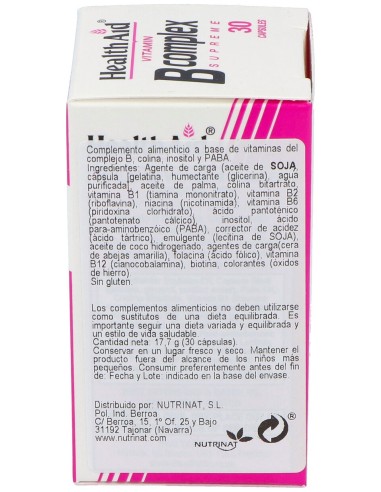 HealthAid®
VITAMIN
Bcomplex
SUPREME
30
CAPSULES
HealthAid®
Complemento alimenticio a base de vitaminas del
complejo B, colina, inositol y PABA.
Ingredientes: Agente de carga (aceite de SOJA,
cápsula [gelatina, humectante (glicerina), agua
purificada], aceite de palma, colina bitartrato,
vitamina B1 (tiamina mononitrato), vitamina B2
(riboflavina), niacina (nicotinamida), vitamina B6
(piridoxina clorhidrato), ácido pantoténico
(pantotenato cálcico), inositol, ácido
para-aminobenzóico (PABA), corrector de acidez
(ácido tartrico), emulgente (lecitina de SOJA),
aceite de coco hidrogenado, agentes de carga(cera
de abejas amarilla), folacina (ácido fólico), vitamina
B12 (cianocobalamina), biotina, colorantes (óxidos
de hierro).
Sin gluten.
Los complementos alimenticios no deben utilizarse
como sustitutos de una dieta equilibrada. Es
importante seguir una dieta variada y equilibrada y
un estilo de vida saludable.
Cantidad neta: 17,7 g (30 cápsulas).
Conservar en un lugar fresco y seco. Mantener el
producto fuera del alcance de los niños más
pequeños. Consumir preferentemente antes del fin
de: Fecha y Lote: indicado en la base del envase.
Distribuido por: NUTRINAT, S.L.
Pol. Ind. Berroa
C/ Berroa, 15, 1º Of. 25 y Bajo
31192 Tajonar (Navarra)
www.nutrinat.com
NUTRINAT
®